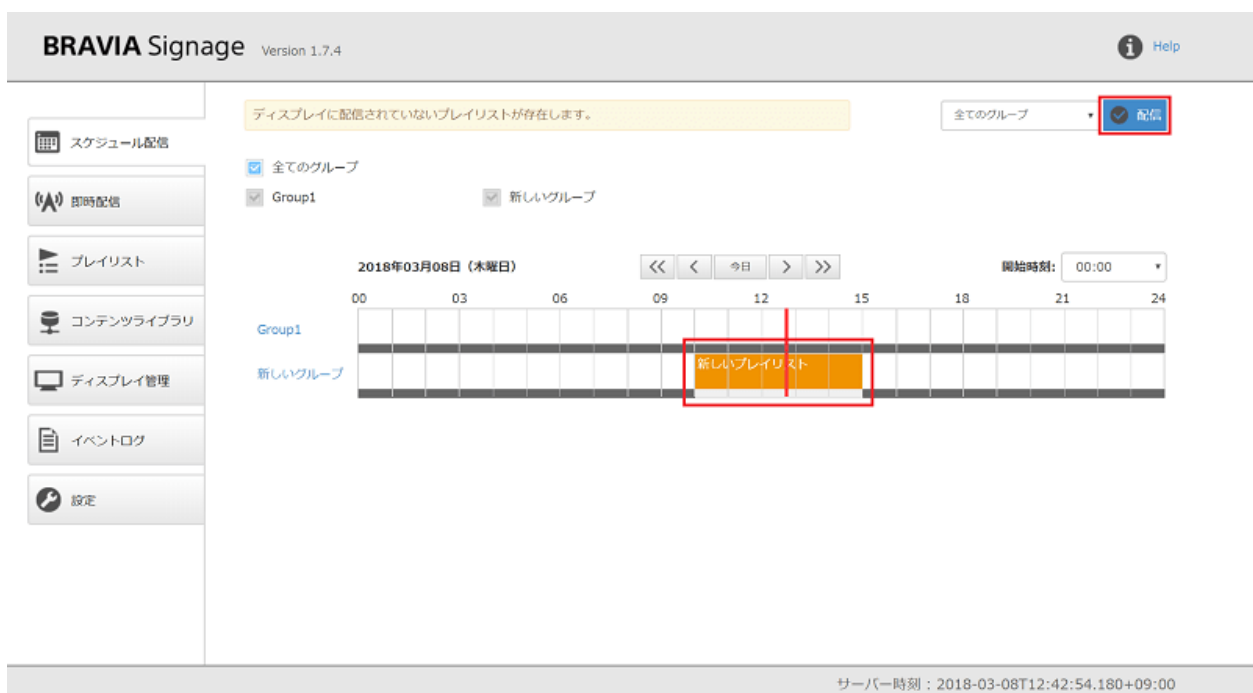 BRAVIA Signage Version 1.7.4
Help
ディスプレイに配信されていないプレイリストが存在します。
全てのグループ
配信
スケジュール配信
即時配信
プレイリスト
コンテンツライブラリ
ディスプレイ管理
イベントログ
設定
全てのグループ
Group1 新しいグループ
2018年03月08日（木曜日） << < 今日 > >> 開始時刻: 00:00
00 03 06 09 12 15 18 21 24
Group1
新しいグループ 新しいプレイリスト
サーバー時刻 : 2018-03-08T12:42:54.180+09:00